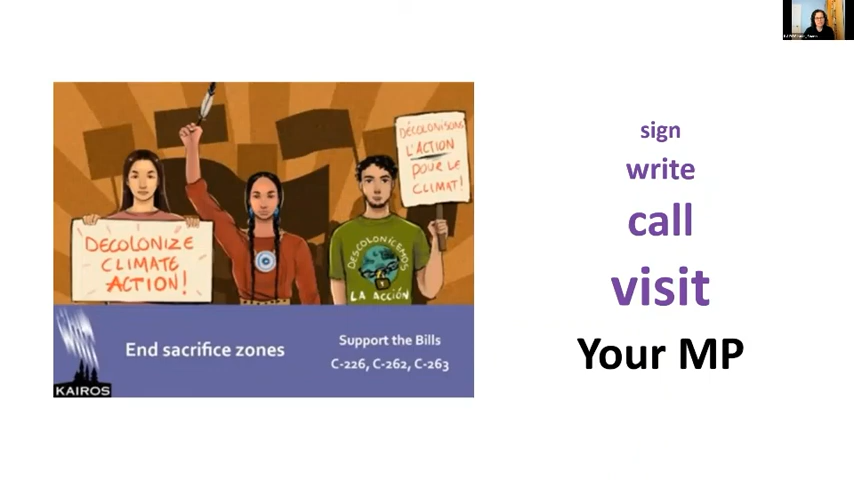 DECOLONIZE
CLIMATE
ACTION!
DÉCOLONISONS
L'ACTION
POUR LE
CLIMAT!
DESCOLONICEMOS
LA ACCIÓN
KAIROS
End sacrifice zones
Support the Bills
C-226, C-262, C-263
sign
write
call
visit
Your MP